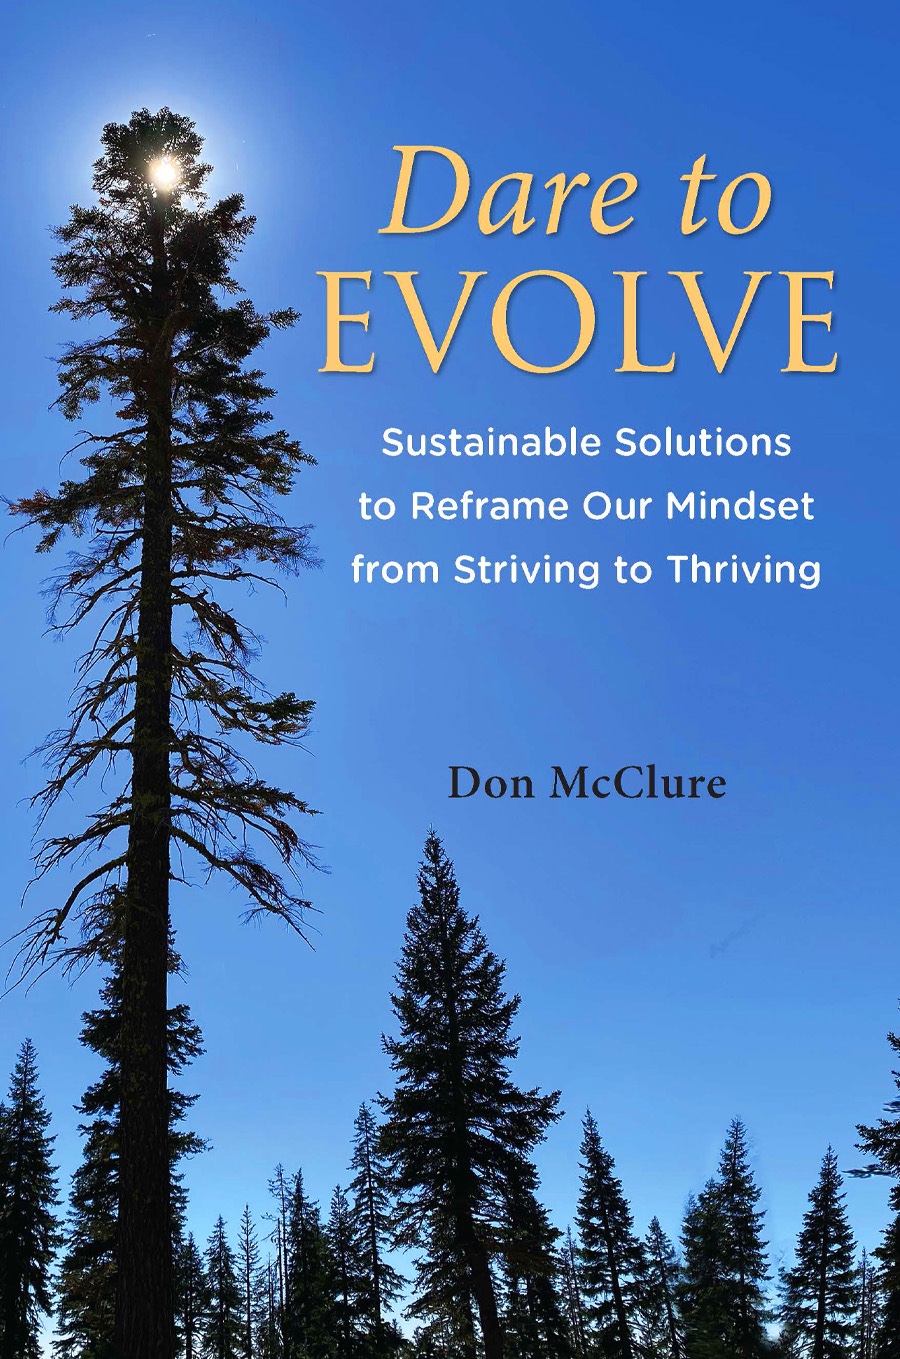 Dare to
EVOLVE
Sustainable Solutions
to Reframe Our Mindset
from Striving to Thriving
Don McClure